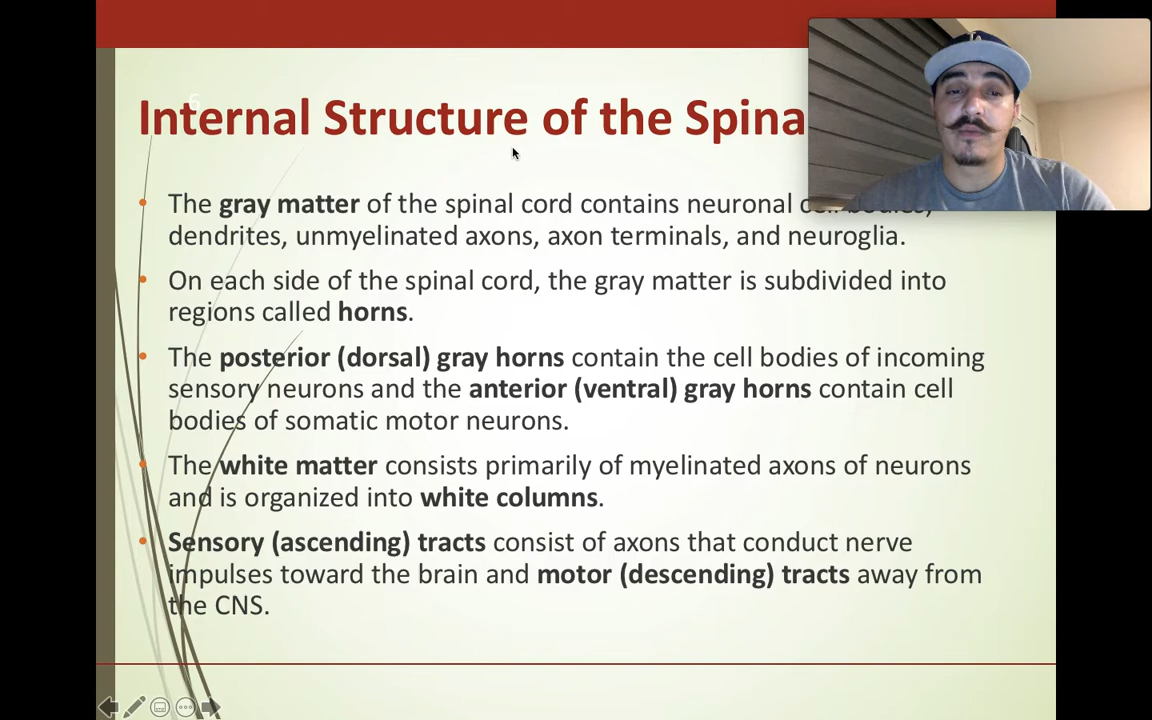 6
Internal Structure of the Spina
The gray matter of the spinal cord contains neuronal cell bodies,
dendrites, unmyelinated axons, axon terminals, and neuroglia.
On each side of the spinal cord, the gray matter is subdivided into
regions called horns.
The posterior (dorsal) gray horns contain the cell bodies of incoming
sensory neurons and the anterior (ventral) gray horns contain cell
bodies of somatic motor neurons.
The white matter consists primarily of myelinated axons of neurons
and is organized into white columns.
Sensory (ascending) tracts consist of axons that conduct nerve
impulses toward the brain and motor (descending) tracts away from
the CNS.